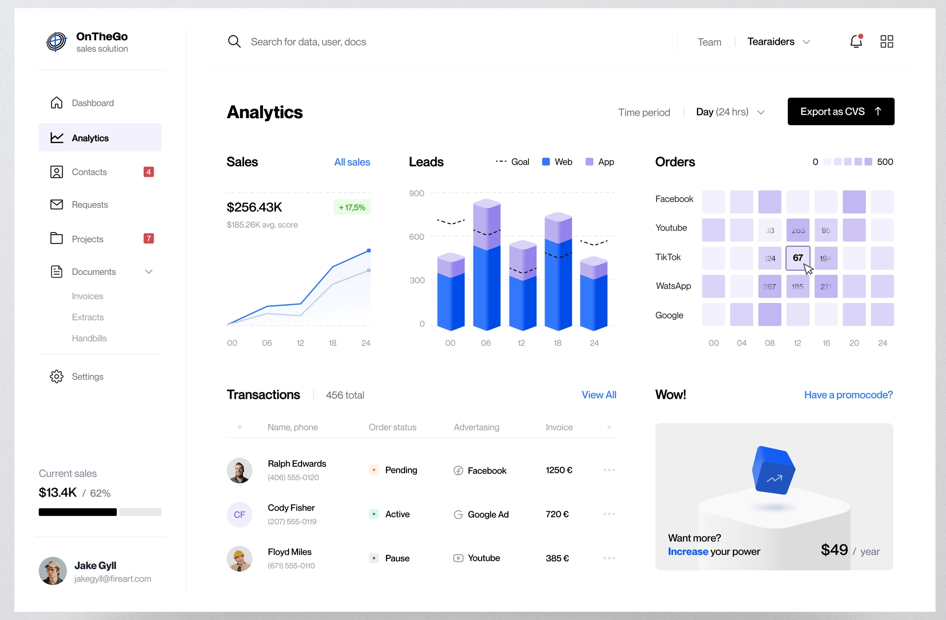 OnTheGo
sales solution
Search for data, user, docs
Team
Tearaiders
Dashboard
Analytics
Contacts
4
Requests
Projects
7
Documents
Invoices
Extracts
Handbills
Settings
Current sales
$13.4K / 62%
Jake Gyll
jakegyll@fireart.com
Analytics
Time period
Day (24 hrs)
Export as CVS
Sales
All sales
$256.43K
+17,5%
$185.26K avg. score
00 06 12 18 24
Leads
Goal Web App
900
600
300
0
00 06 12 18 24
Orders
0 500
Facebook
Youtube
33 95
TikTok
124 67
WatsApp
267 185
Google
00 04 08 12 16 20 24
Transactions
456 total
View All
Name, phone Order status Advertasing Invoice
Ralph Edwards
(406) 555-0120
Pending
Facebook
1250 €
CF
Cody Fisher
(207) 555-0119
Active
Google Ad
720 €
Floyd Miles
(671) 555-0110
Pause
Youtube
385 €
Wow!
Have a promocode?
Want more?
Increase your power
$49 / year